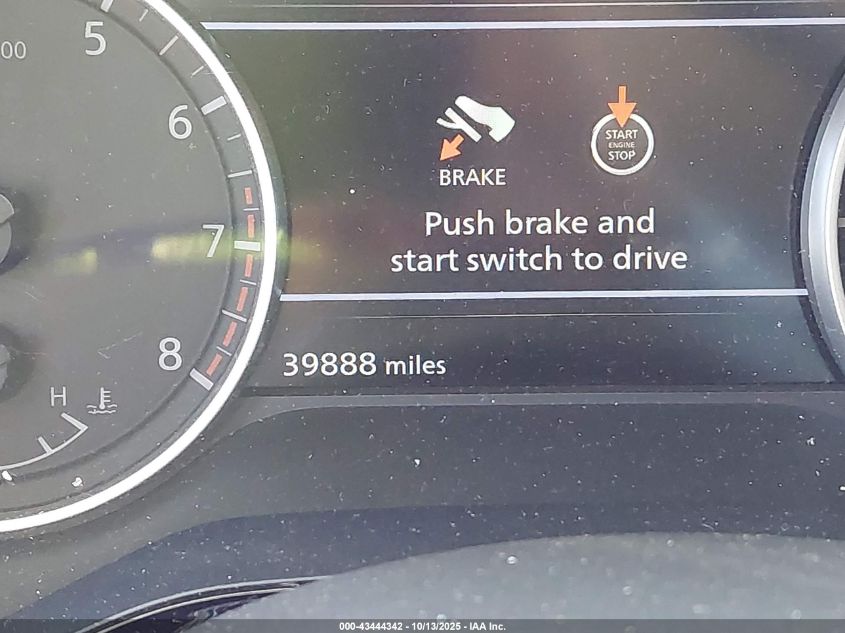 5
00
6
7
8
H
START
ENGINE
STOP
BRAKE
Push brake and
start switch to drive
39888 miles
000-43444342 - 10/13/2025 - IAA Inc.